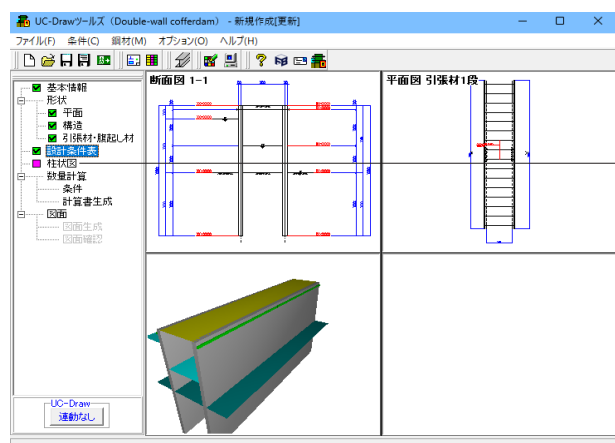 UC-Drawツールズ（Double-wall cofferdam） - 新規作成[更新]
ファイル(F) 条件(C) 鋼材(M) オプション(O) ヘルプ(H)
基本情報
形状
平面
構造
引張材・腹起し材
設計条件表
柱状図
数量計算
条件
計算書生成
図面
図面生成
図面確認
UC-Draw
連動なし
断面図 1-1
平面図 引張材1段